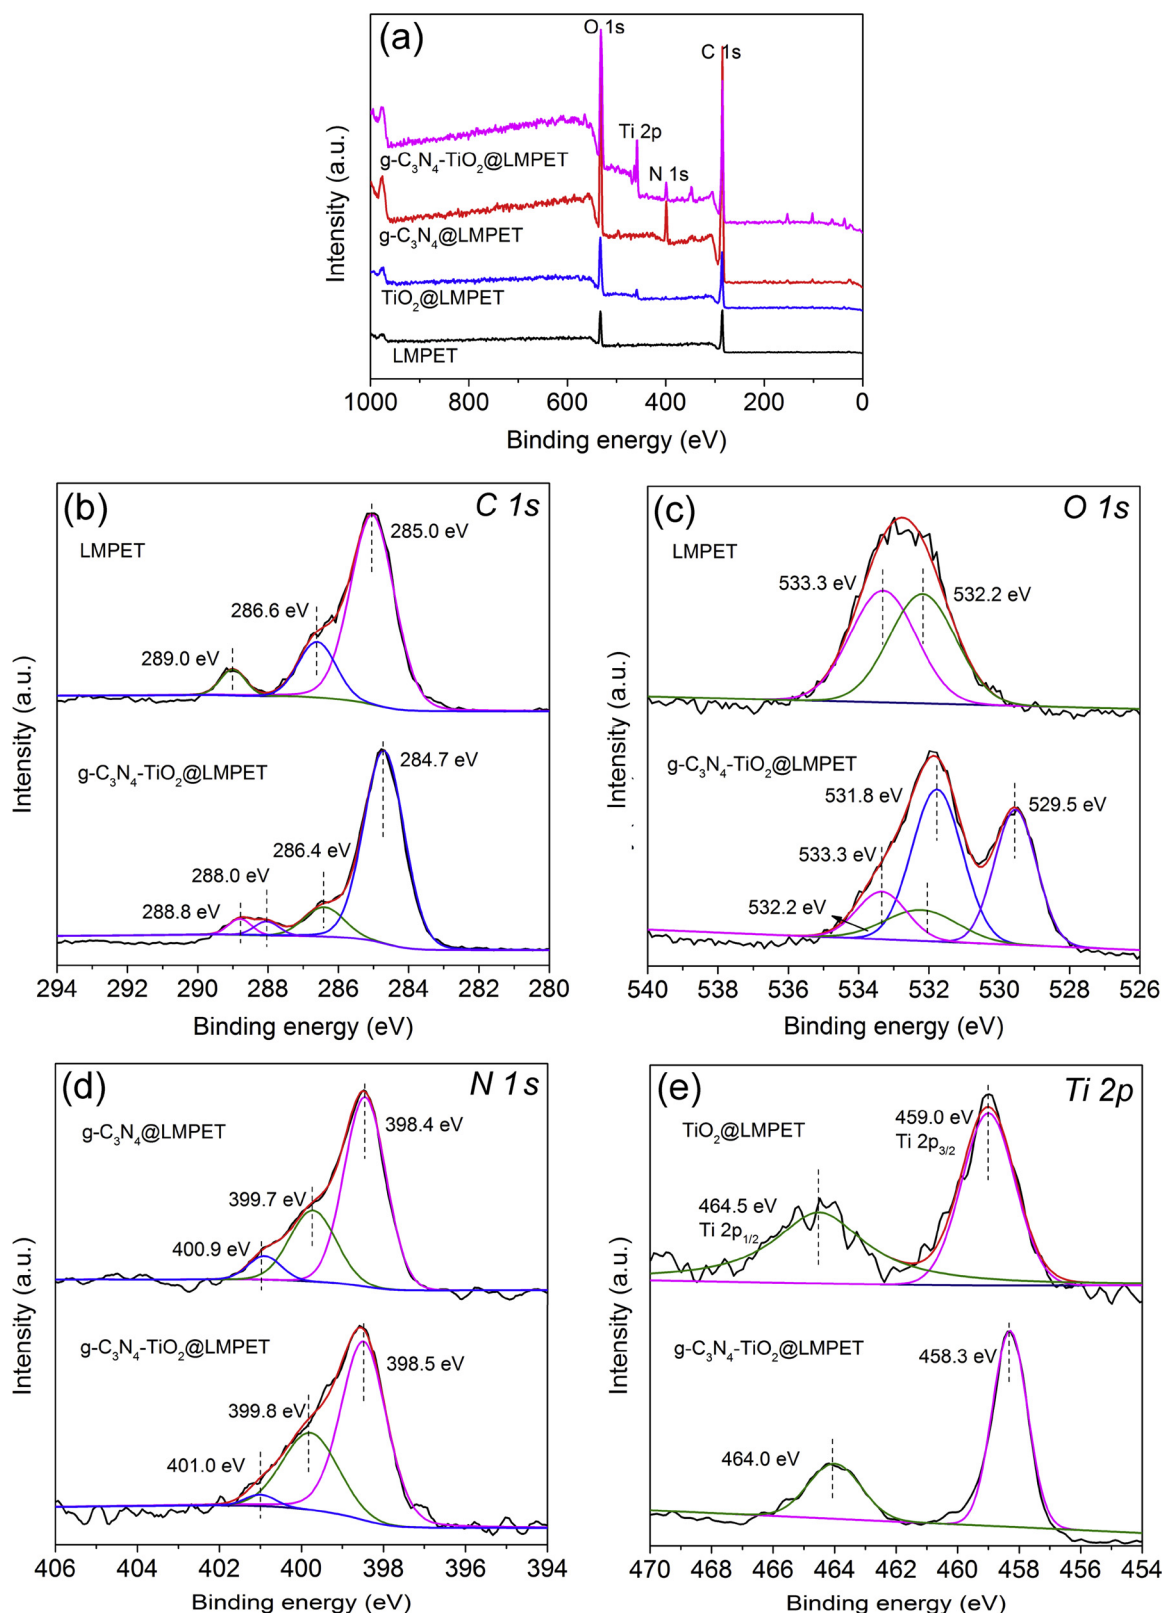 (a)
O 1s
C 1s
Ti 2p
N 1s
g-C₃N₄-TiO₂@LMPET
g-C₃N₄@LMPET
TiO₂@LMPET
LMPET
Intensity (a.u.)
1000 800 600 400 200 0
Binding energy (eV)
(b)
C 1s
LMPET
285.0 eV
286.6 eV
289.0 eV
g-C₃N₄-TiO₂@LMPET
284.7 eV
286.4 eV
288.0 eV
288.8 eV
Intensity (a.u.)
294 292 290 288 286 284 282 280
Binding energy (eV)
(c)
O 1s
LMPET
533.3 eV
532.2 eV
g-C₃N₄-TiO₂@LMPET
531.8 eV
529.5 eV
533.3 eV
532.2 eV
Intensity (a.u.)
540 538 536 534 532 530 528 526
Binding energy (eV)
(d)
N 1s
g-C₃N₄@LMPET
398.4 eV
399.7 eV
400.9 eV
g-C₃N₄-TiO₂@LMPET
398.5 eV
399.8 eV
401.0 eV
Intensity (a.u.)
406 404 402 400 398 396 394
Binding energy (eV)
(e)
Ti 2p
TiO₂@LMPET
459.0 eV
Ti 2p₃/₂
464.5 eV
Ti 2p₁/₂
g-C₃N₄-TiO₂@LMPET
458.3 eV
464.0 eV
Intensity (a.u.)
470 468 466 464 462 460 458 456 454
Binding energy (eV)